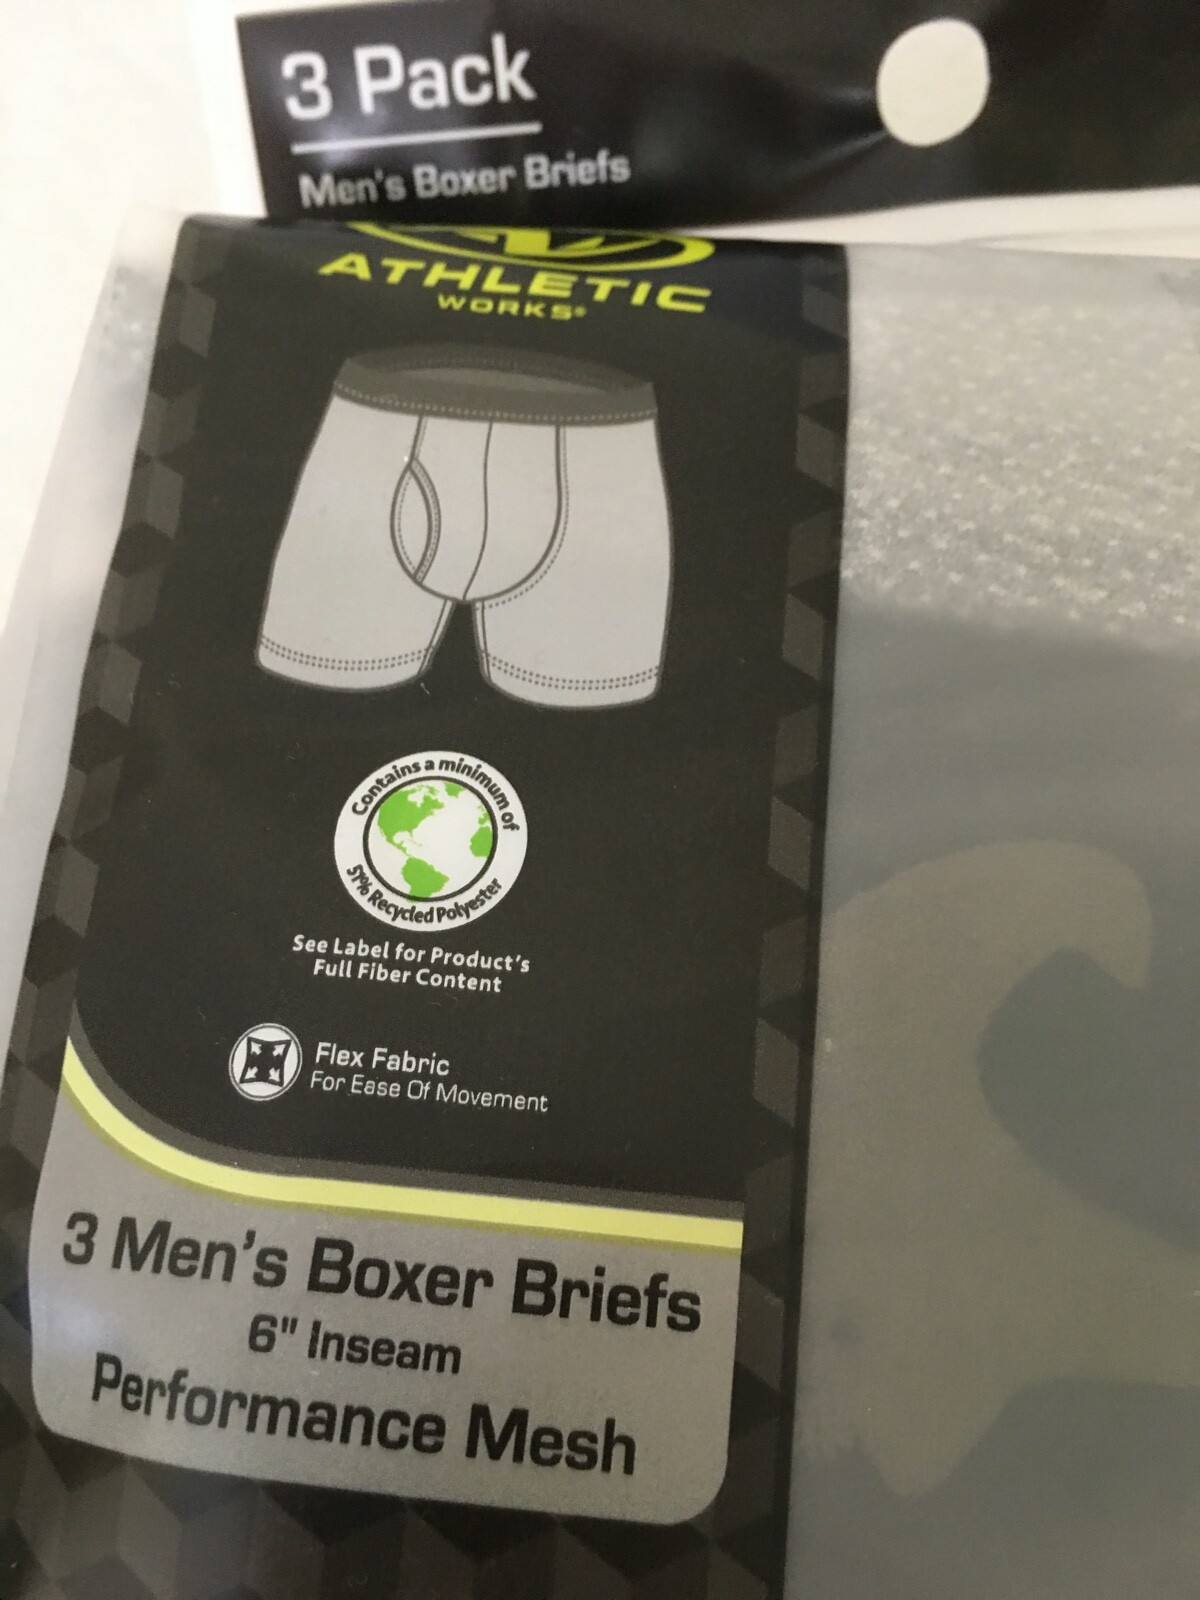 3 Pack
Men's Boxer Briefs
ATHLETIC
WORKS®
Contains a minimum of
51% Recycled Polyester
See Label for Product's
Full Fiber Content
Flex Fabric
For Ease Of Movement
3 Men's Boxer Briefs
6" Inseam
Performance Mesh